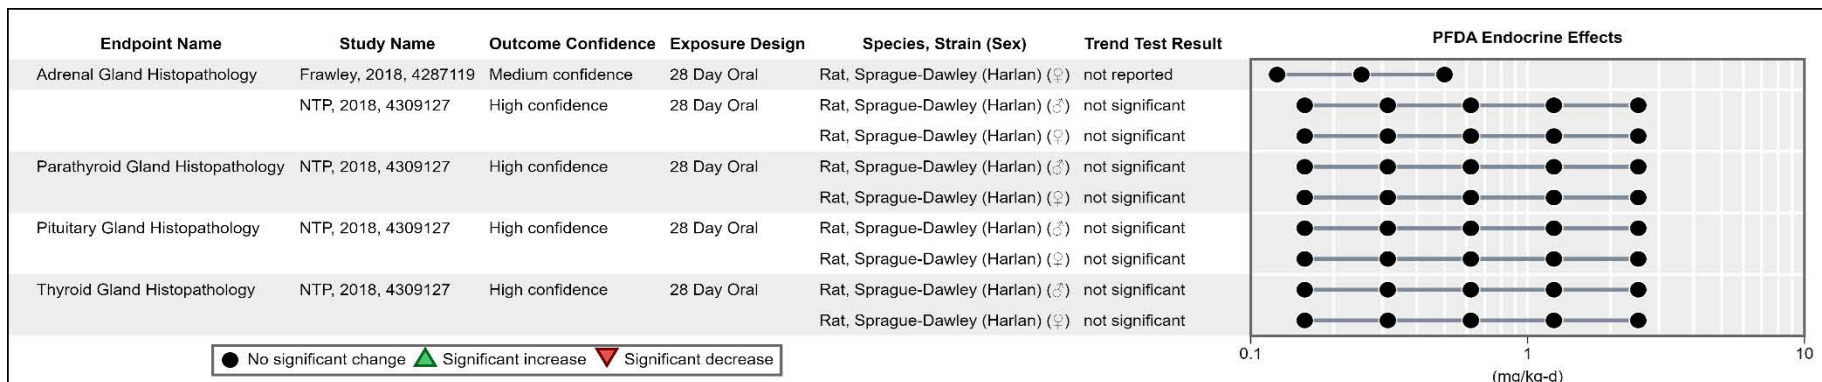 Endpoint Name Study Name Outcome Confidence Exposure Design Species, Strain (Sex) Trend Test Result PFDA Endocrine Effects
Adrenal Gland Histopathology Frawley, 2018, 4287119 Medium confidence 28 Day Oral Rat, Sprague-Dawley (Harlan) (♀) not reported
NTP, 2018, 4309127 High confidence 28 Day Oral Rat, Sprague-Dawley (Harlan) (♂) not significant
Rat, Sprague-Dawley (Harlan) (♀) not significant
Parathyroid Gland Histopathology NTP, 2018, 4309127 High confidence 28 Day Oral Rat, Sprague-Dawley (Harlan) (♂) not significant
Rat, Sprague-Dawley (Harlan) (♀) not significant
Pituitary Gland Histopathology NTP, 2018, 4309127 High confidence 28 Day Oral Rat, Sprague-Dawley (Harlan) (♂) not significant
Rat, Sprague-Dawley (Harlan) (♀) not significant
Thyroid Gland Histopathology NTP, 2018, 4309127 High confidence 28 Day Oral Rat, Sprague-Dawley (Harlan) (♂) not significant
Rat, Sprague-Dawley (Harlan) (♀) not significant
No significant change Significant increase Significant decrease
0.1 1 10
(mg/kg-d)